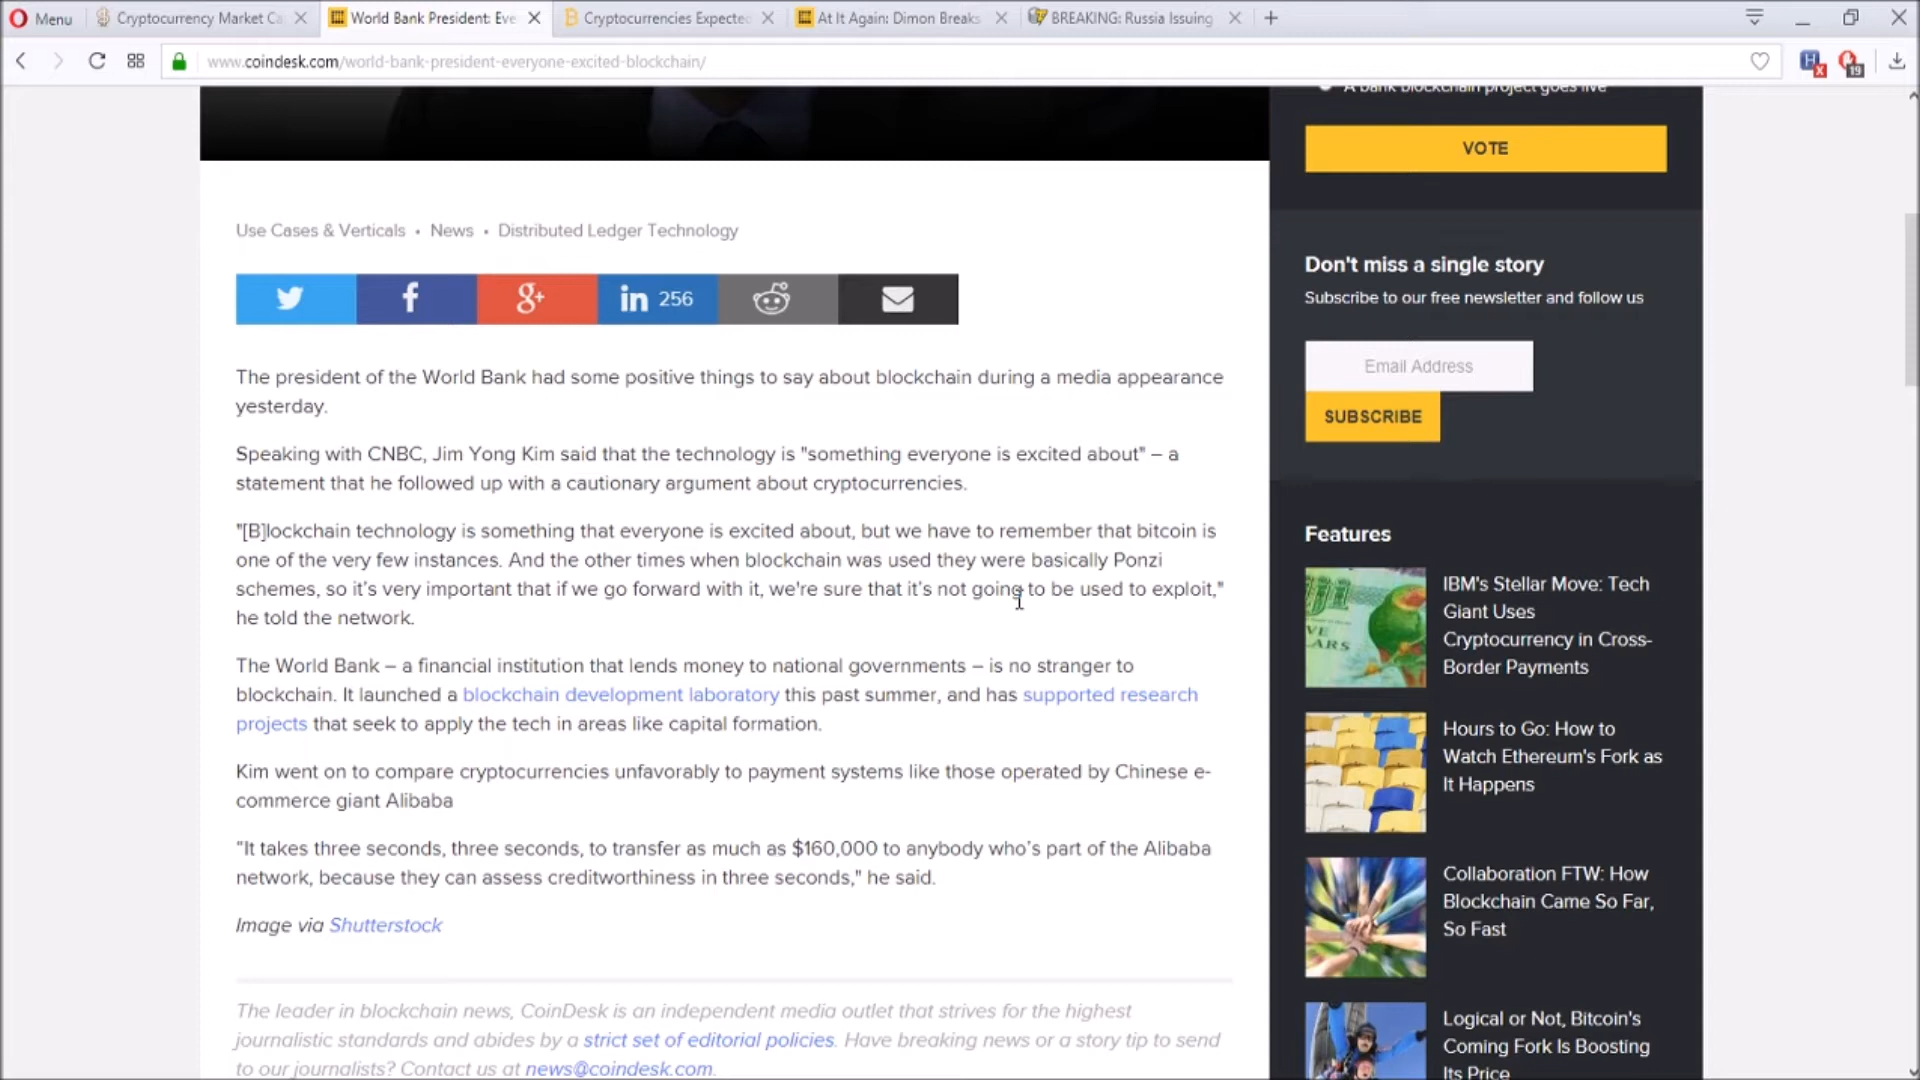 Menu
Cryptocurrency Market Ca
World Bank President: Eve
Cryptocurrencies Expected
At It Again: Dimon Breaks
BREAKING: Russia Issuing
www.coindesk.com/world-bank-president-everyone-excited-blockchain/
19
A bank blockchain project goes live
VOTE
Use Cases & Verticals • News • Distributed Ledger Technology
256
The president of the World Bank had some positive things to say about blockchain during a media appearance
yesterday.
Speaking with CNBC, Jim Yong Kim said that the technology is "something everyone is excited about" – a
statement that he followed up with a cautionary argument about cryptocurrencies.
"[B]lockchain technology is something that everyone is excited about, but we have to remember that bitcoin is
one of the very few instances. And the other times when blockchain was used they were basically Ponzi
schemes, so it's very important that if we go forward with it, we're sure that it's not going to be used to exploit,"
he told the network.
The World Bank – a financial institution that lends money to national governments – is no stranger to
blockchain. It launched a blockchain development laboratory this past summer, and has supported research
projects that seek to apply the tech in areas like capital formation.
Kim went on to compare cryptocurrencies unfavorably to payment systems like those operated by Chinese e-
commerce giant Alibaba
"It takes three seconds, three seconds, to transfer as much as $160,000 to anybody who's part of the Alibaba
network, because they can assess creditworthiness in three seconds," he said.
Image via Shutterstock
The leader in blockchain news, CoinDesk is an independent media outlet that strives for the highest
journalistic standards and abides by a strict set of editorial policies. Have breaking news or a story tip to send
to our journalists? Contact us at news@coindesk.com.
Don't miss a single story
Subscribe to our free newsletter and follow us
Email Address
SUBSCRIBE
Features
IBM's Stellar Move: Tech
Giant Uses
Cryptocurrency in Cross-
Border Payments
Hours to Go: How to
Watch Ethereum's Fork as
It Happens
Collaboration FTW: How
Blockchain Came So Far,
So Fast
Logical or Not, Bitcoin's
Coming Fork Is Boosting
Its Price